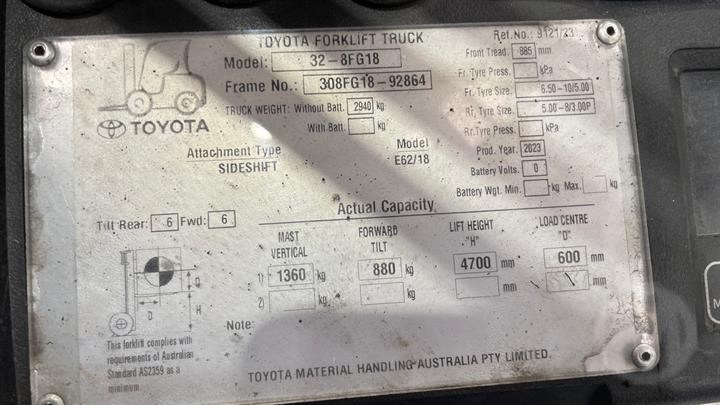 TOYOTA FORKLIFT TRUCK
Ref.No.: 9121/23
Model: 32-8FG18
Front Tread. 885 mm
Frame No.: 308FG18-92864
Fr. Tyre Press. kPa
TRUCK WEIGHT: Without Batt. 2940 kg
Fr. Tyre Size. 6.50-10/5.00
With Batt. kg
Rr. Tyre Size. 5.00-8/3.00P
TOYOTA
Rr.Tyre Press. kPa
Attachment Type
Model
Prod. Year. 2023
SIDESHIFT
E62/18
Battery Volts. 0
Battery Wgt. Min. kg Max. kg
Actual Capacity
Tilt Rear: 6 Fwd: 6
MAST VERTICAL
FORWARD TILT
LIFT HEIGHT "H"
LOAD CENTRE "D"
1) 1360 kg 880 kg 4700 mm 600 mm
2) kg kg mm mm
G
D
H
Note:
This forklift complies with
requirements of Australian
Standard AS2359 as a
minimum.
TOYOTA MATERIAL HANDLING AUSTRALIA PTY LIMITED.
M